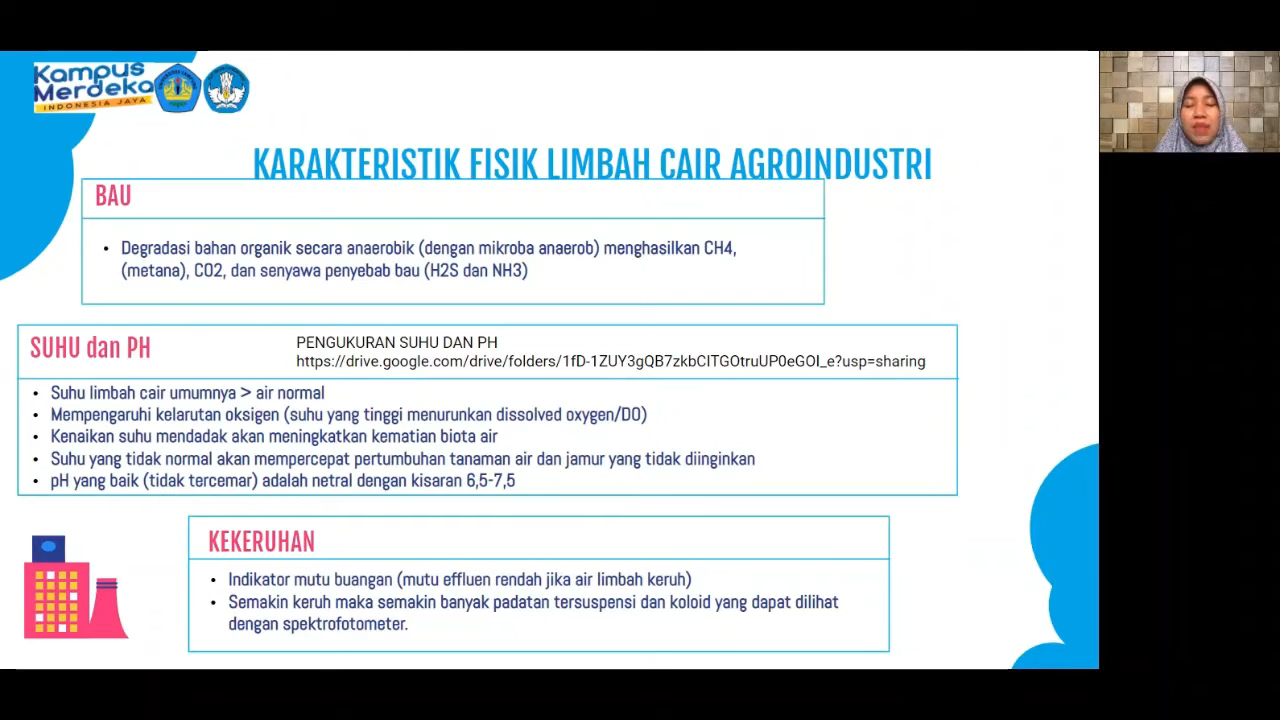 Kampus
Merdeka
INDONESIA JAYA
KARAKTERISTIK FISIK LIMBAH CAIR AGROINDUSTRI
BAU
• Degradasi bahan organik secara anaerobik (dengan mikroba anaerob) menghasilkan CH4,
(metana), CO2, dan senyawa penyebab bau (H2S dan NH3)
SUHU dan PH
PENGUKURAN SUHU DAN PH
https://drive.google.com/drive/folders/1fD-1ZUY3gQB7zkbClTGOtruUP0eGOI_e?usp=sharing
• Suhu limbah cair umumnya > air normal
• Mempengaruhi kelarutan oksigen (suhu yang tinggi menurunkan dissolved oxygen/DO)
• Kenaikan suhu mendadak akan meningkatkan kematian biota air
• Suhu yang tidak normal akan mempercepat pertumbuhan tanaman air dan jamur yang tidak diinginkan
• pH yang baik (tidak tercemar) adalah netral dengan kisaran 6,5-7,5
KEKERUHAN
• Indikator mutu buangan (mutu effluen rendah jika air limbah keruh)
• Semakin keruh maka semakin banyak padatan tersuspensi dan koloid yang dapat dilihat
dengan spektrofotometer.